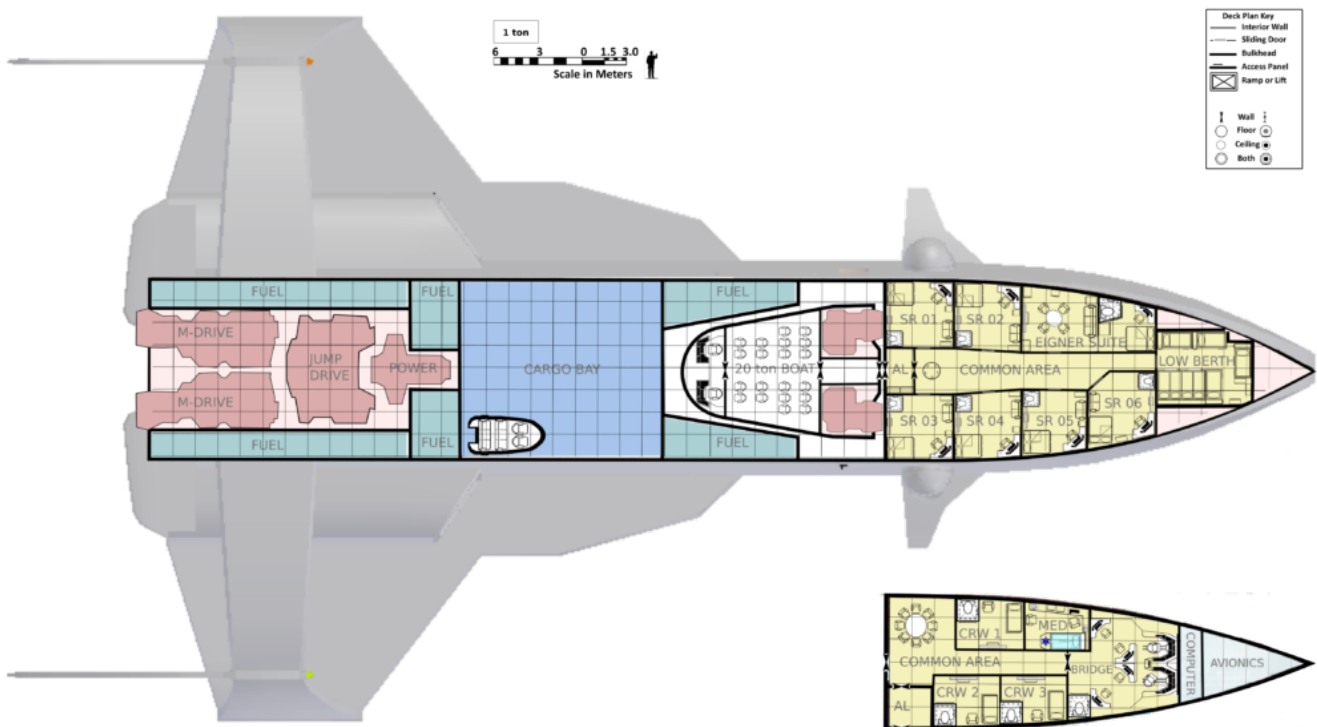 1 ton
6 3 0 1.5 3.0
Scale in Meters
Deck Plan Key
Interior Wall
Sliding Door
Bulkhead
Access Panel
Ramp or Lift
Wall
Floor
Ceiling
Both
FUEL
FUEL
FUEL
M-DRIVE
JUMP
DRIVE
POWER
M-DRIVE
FUEL
FUEL
CARGO BAY
20 ton BOAT
FUEL
AL
SR 01
SR 02
EIGNER SUITE
COMMON AREA
LOW BERTH
SR 03
SR 04
SR 05
SR 06
CRW 1
MED
COMMON AREA
BRIDGE
COMPUTER
AVIONICS
AL
CRW 2
CRW 3